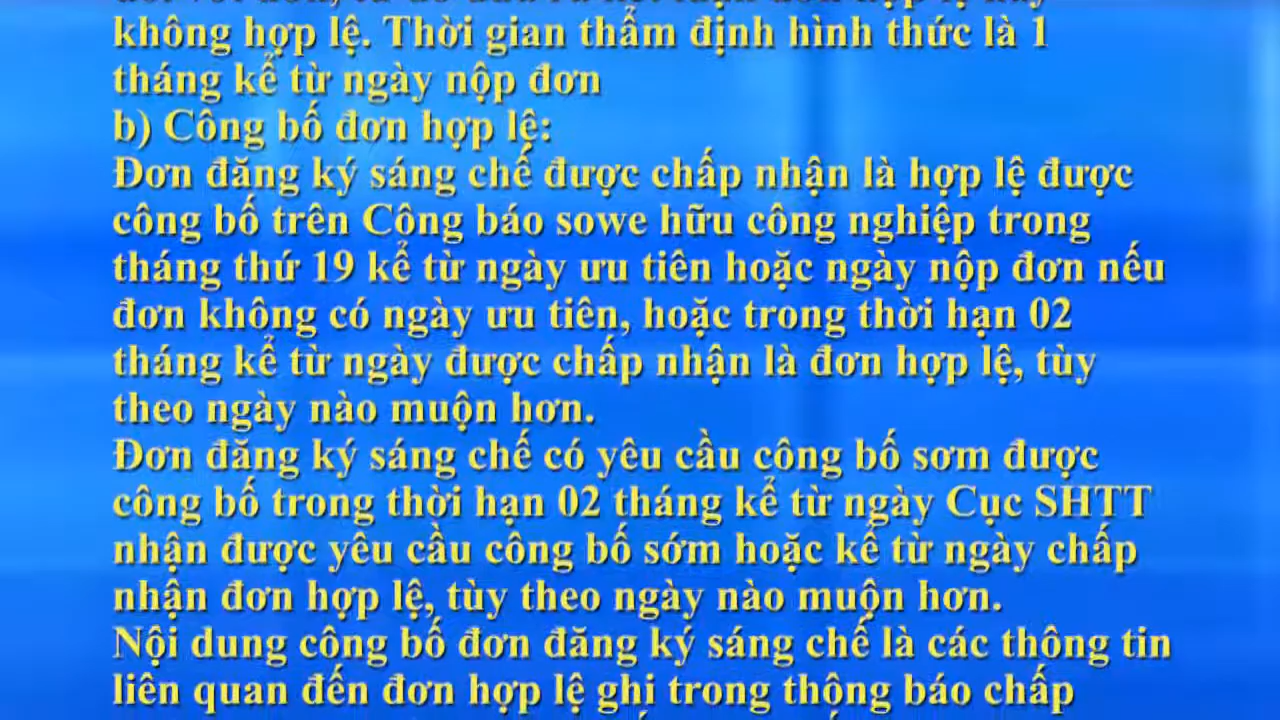 không hợp lệ. Thời gian thẩm định hình thức là 1
tháng kể từ ngày nộp đơn
b) Công bố đơn hợp lệ:
Đơn đăng ký sáng chế được chấp nhận là hợp lệ được
công bố trên Công báo sowe hữu công nghiệp trong
tháng thứ 19 kể từ ngày ưu tiên hoặc ngày nộp đơn nếu
đơn không có ngày ưu tiên, hoặc trong thời hạn 02
tháng kể từ ngày được chấp nhận là đơn hợp lệ, tùy
theo ngày nào muộn hơn.
Đơn đăng ký sáng chế có yêu cầu công bố sơm được
công bố trong thời hạn 02 tháng kể từ ngày Cục SHTT
nhận được yêu cầu công bố sớm hoặc kể từ ngày chấp
nhận đơn hợp lệ, tùy theo ngày nào muộn hơn.
Nội dung công bố đơn đăng ký sáng chế là các thông tin
liên quan đến đơn hợp lệ ghi trong thông báo chấp